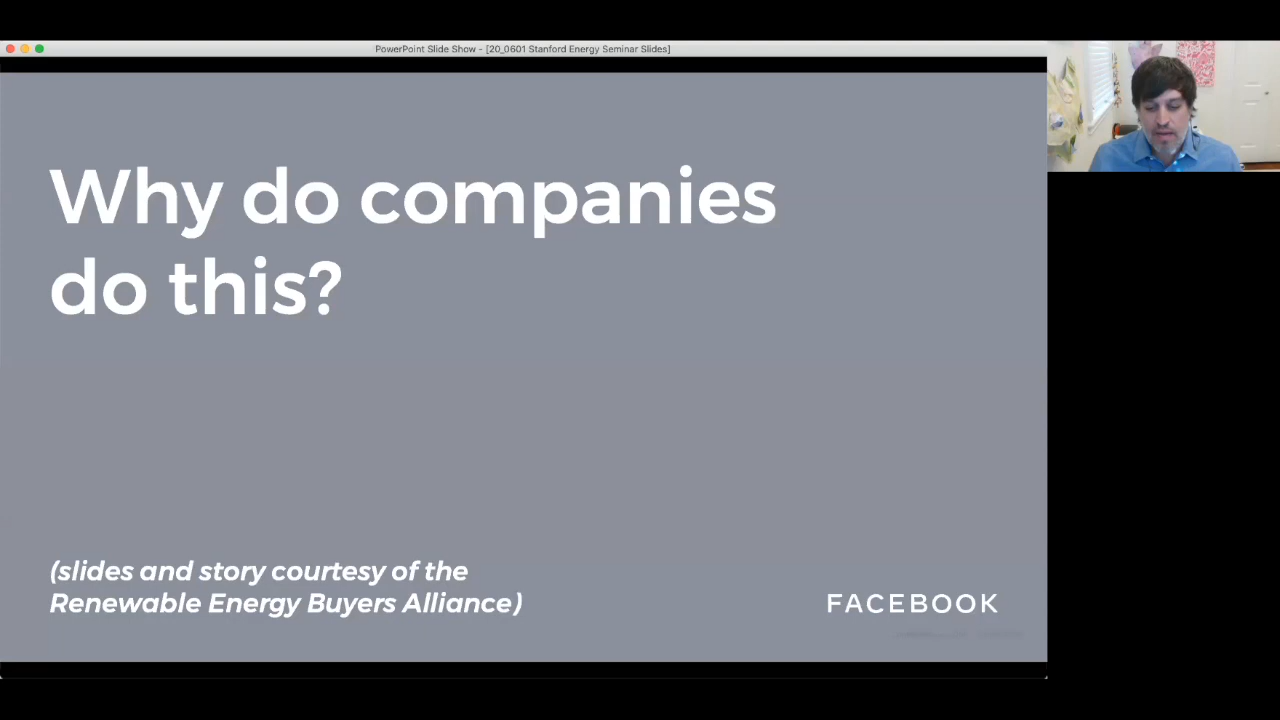 PowerPoint Slide Show - [20_0601 Stanford Energy Seminar Slides]
Why do companies
do this?
(slides and story courtesy of the
Renewable Energy Buyers Alliance)
FACEBOOK